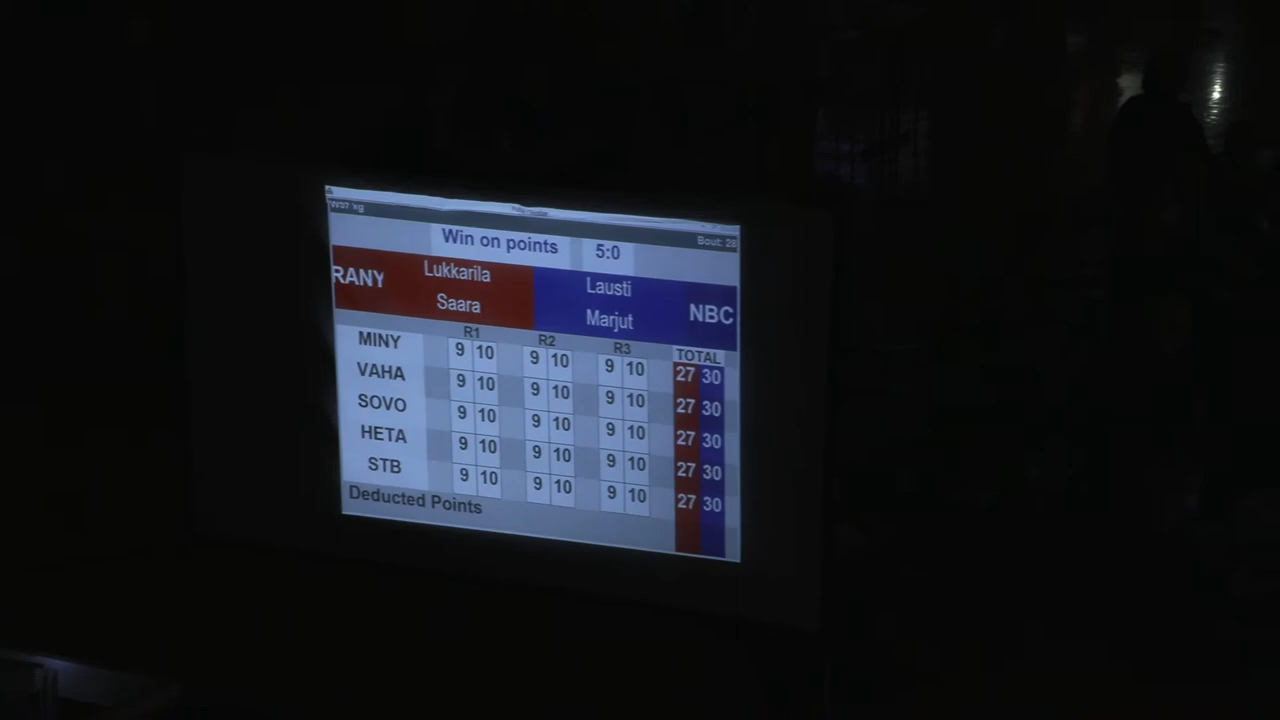 W57 kg
Bout: 28
Win on points 5:0
RANY Lukkarila Saara
Lausti Marjut NBC
R1 R2 R3 TOTAL
MINY 9 10 9 10 9 10 27 30
VAHA 9 10 9 10 9 10 27 30
SOVO 9 10 9 10 9 10 27 30
HETA 9 10 9 10 9 10 27 30
STB 9 10 9 10 9 10 27 30
Deducted Points